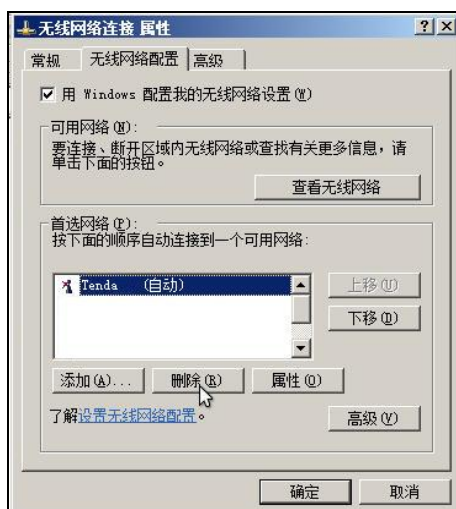 无线网络连接 属性
常规 无线网络配置 高级
用 Windows 配置我的无线网络设置(W)
可用网络(N):
要连接、断开区域内无线网络或查找有关更多信息，请
单击下面的按钮。
查看无线网络
首选网络(P):
按下面的顺序自动连接到一个可用网络:
Tenda (自动)
上移(U)
下移(D)
添加(A)... 删除(R) 属性(O)
了解设置无线网络配置。
高级(V)
确定 取消